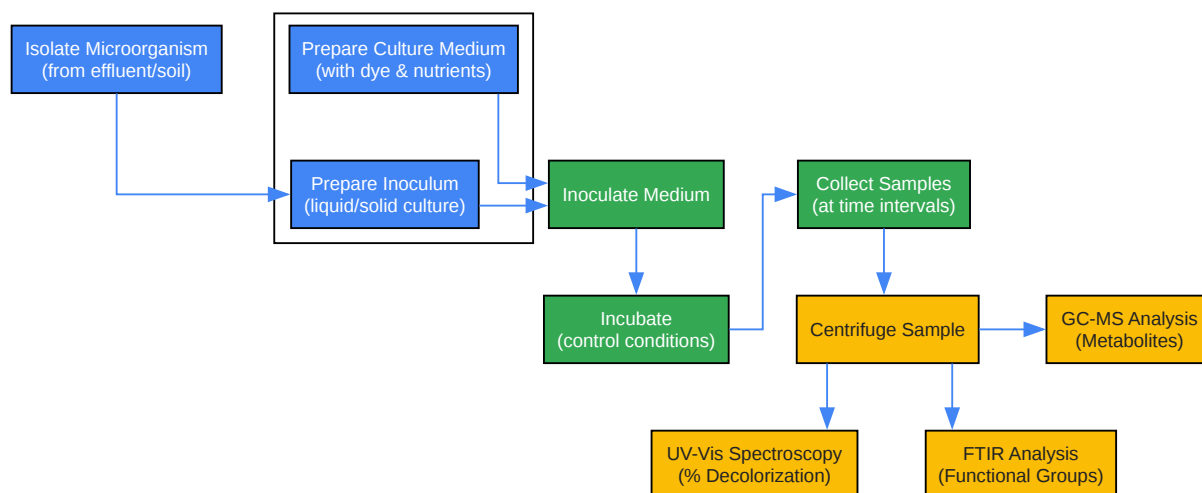 Isolate Microorganism
(from effluent/soil)
Prepare Culture Medium
(with dye & nutrients)
Prepare Inoculum
(liquid/solid culture)
Inoculate Medium
Collect Samples
(at time intervals)
Incubate
(control conditions)
Centrifuge Sample
GC-MS Analysis
(Metabolites)
UV-Vis Spectroscopy
(% Decolorization)
FTIR Analysis
(Functional Groups)